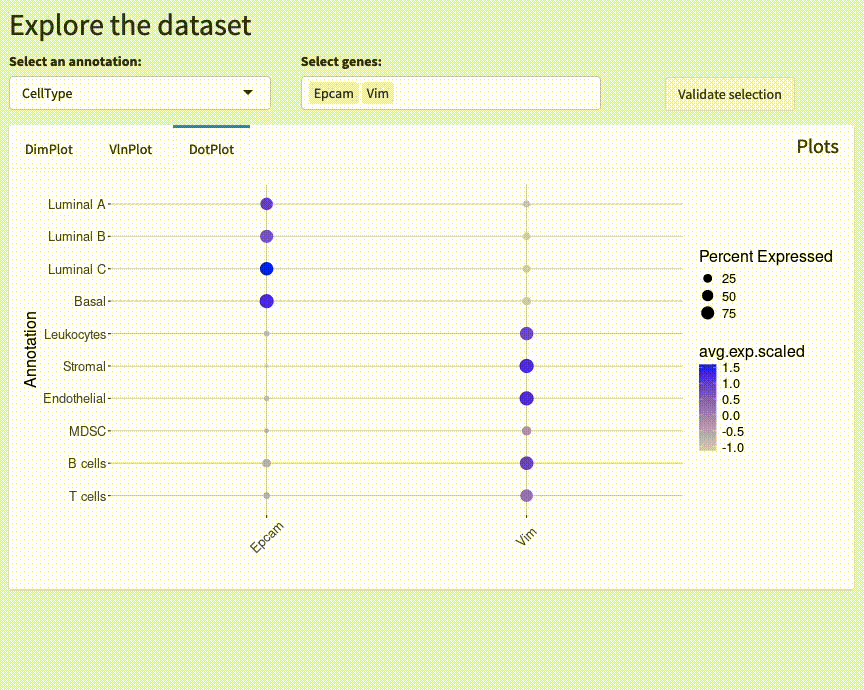 Explore the dataset
Select an annotation:
Select genes:
CellType
Epcam Vim
Validate selection
DimPlot VlnPlot DotPlot
Plots
Annotation
Luminal A
Luminal B
Luminal C
Basal
Leukocytes
Stromal
Endothelial
MDSC
B cells
T cells
Epcam
Vim
Percent Expressed
25
50
75
avg.exp.scaled
1.5
1.0
0.5
0.0
-0.5
-1.0